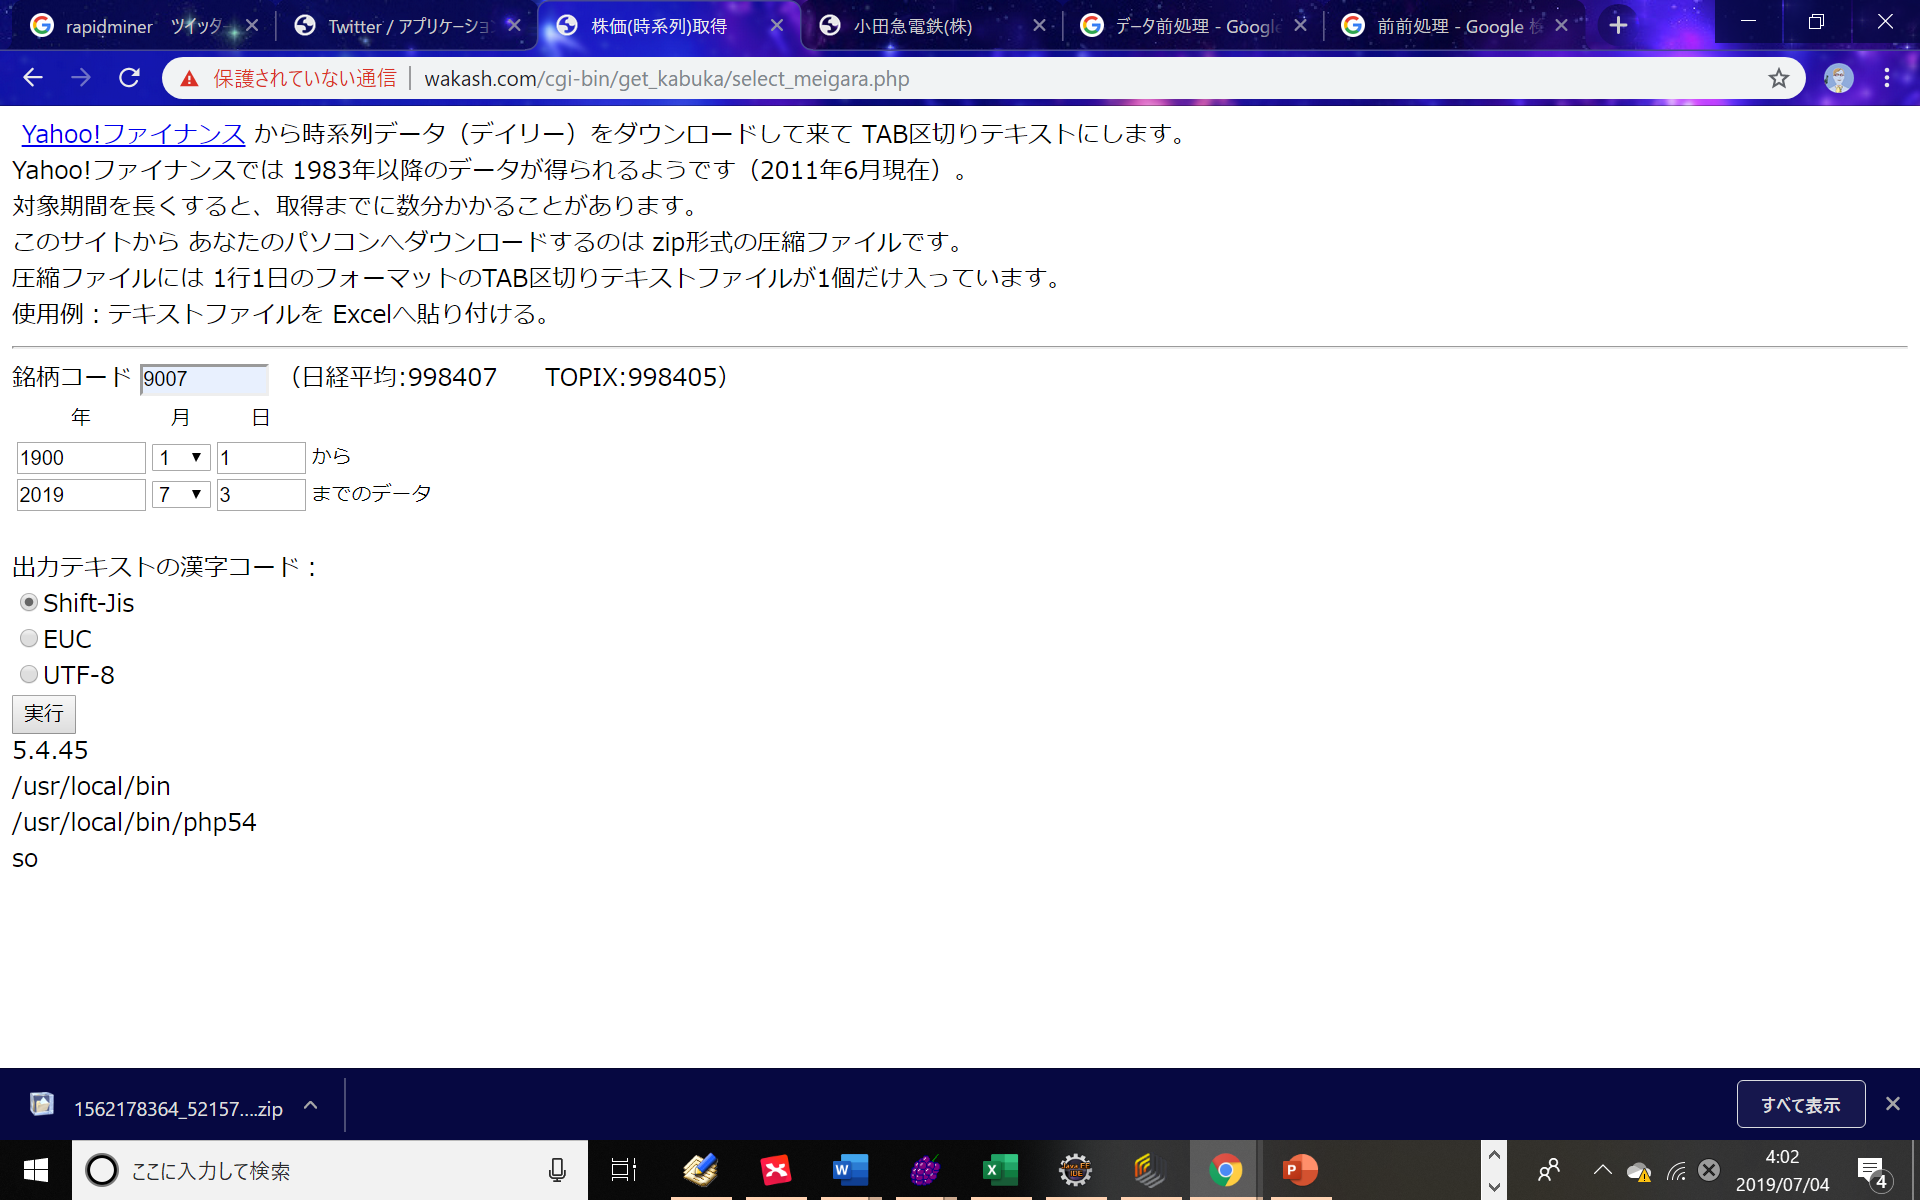 rapidminer ツイッタ
Twitter / アプリケーショ
株価(時系列)取得
小田急電鉄(株)
データ前処理 - Google
前前処理 - Google 検
保護されていない通信 wakash.com/cgi-bin/get_kabuka/select_meigara.php
Yahoo!ファイナンス から時系列データ（デイリー）をダウンロードして来て TAB区切りテキストにします。
Yahoo!ファイナンスでは 1983年以降のデータが得られるようです（2011年6月現在）。
対象期間を長くすると、取得までに数分かかることがあります。
このサイトから あなたのパソコンへダウンロードするのは zip形式の圧縮ファイルです。
圧縮ファイルには 1行1日のフォーマットのTAB区切りテキストファイルが1個だけ入っています。
使用例：テキストファイルを Excelへ貼り付ける。
銘柄コード 9007 （日経平均:998407 TOPIX:998405）
年 月 日
1900 1 1 から
2019 7 3 までのデータ
出力テキストの漢字コード：
Shift-Jis
EUC
UTF-8
実行
5.4.45
/usr/local/bin
/usr/local/bin/php54
so
1562178364_52157....zip
すべて表示
ここに入力して検索
4:02
2019/07/04
4